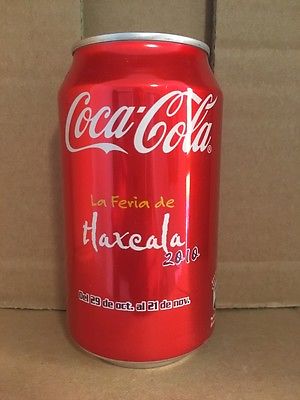 Coca-Cola
La Feria de
tlaxcala
2010
Del 29 de oct. al 21 de nov.